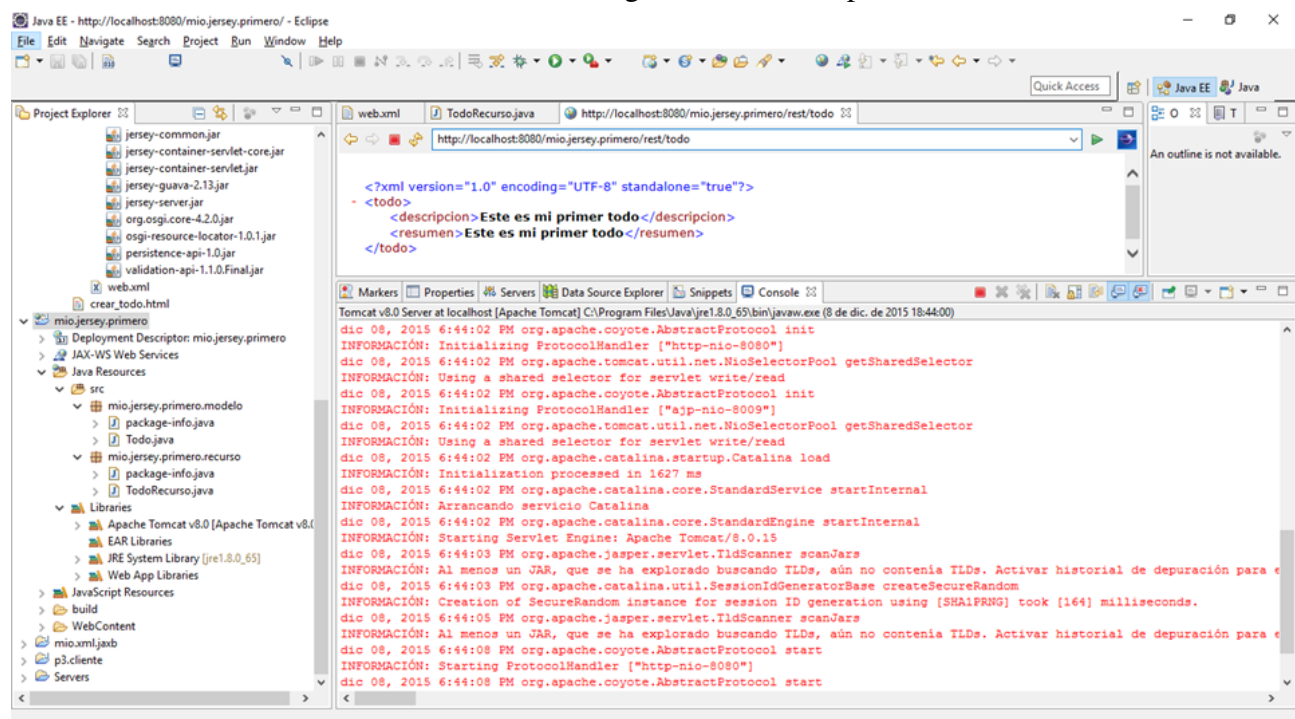 Java EE - http://localhost:8080/mio.jersey.primero/ - Eclipse
File Edit Navigate Search Project Run Window Help
Quick Access
Java EE
Java
Project Explorer
jersey-common.jar
jersey-container-servlet-core.jar
jersey-container-servlet.jar
jersey-guava-2.13.jar
jersey-server.jar
org.osgi.core-4.2.0.jar
osgi-resource-locator-1.0.1.jar
persistence-api-1.0.jar
validation-api-1.1.0.Final.jar
web.xml
crear_todo.html
mio.jersey.primero
Deployment Descriptor: mio.jersey.primero
JAX-WS Web Services
Java Resources
src
mio.jersey.primero.modelo
package-info.java
Todo.java
mio.jersey.primero.recurso
package-info.java
TodoRecurso.java
Libraries
Apache Tomcat v8.0 [Apache Tomcat v8.0
EAR Libraries
JRE System Library [jre1.8.0_65]
Web App Libraries
JavaScript Resources
build
WebContent
mio.xml.jaxb
p3.cliente
Servers
web.xml TodoRecurso.java http://localhost:8080/mio.jersey.primero/rest/todo
http://localhost:8080/mio.jersey.primero/rest/todo
<?xml version="1.0" encoding="UTF-8" standalone="true"?>
- <todo>
<descripcion>Este es mi primer todo</descripcion>
<resumen>Este es mi primer todo</resumen>
</todo>
O T
An outline is not available.
Markers Properties Servers Data Source Explorer Snippets Console
Tomcat v8.0 Server at localhost [Apache Tomcat] C:\Program Files\Java\jre1.8.0_65\bin\javaw.exe (8 de dic. de 2015 18:44:00)
dic 08, 2015 6:44:02 PM org.apache.coyote.AbstractProtocol init
INFORMACIÓN: Initializing ProtocolHandler ["http-nio-8080"]
dic 08, 2015 6:44:02 PM org.apache.tomcat.util.net.NioSelectorPool getSharedSelector
INFORMACIÓN: Using a shared selector for servlet write/read
dic 08, 2015 6:44:02 PM org.apache.coyote.AbstractProtocol init
INFORMACIÓN: Initializing ProtocolHandler ["ajp-nio-8009"]
dic 08, 2015 6:44:02 PM org.apache.tomcat.util.net.NioSelectorPool getSharedSelector
INFORMACIÓN: Using a shared selector for servlet write/read
dic 08, 2015 6:44:02 PM org.apache.catalina.startup.Catalina load
INFORMACIÓN: Initialization processed in 1627 ms
dic 08, 2015 6:44:02 PM org.apache.catalina.core.StandardService startInternal
INFORMACIÓN: Arrancando servicio Catalina
dic 08, 2015 6:44:02 PM org.apache.catalina.core.StandardEngine startInternal
INFORMACIÓN: Starting Servlet Engine: Apache Tomcat/8.0.15
dic 08, 2015 6:44:03 PM org.apache.jasper.servlet.TldScanner scanJars
INFORMACIÓN: Al menos un JAR, que se ha explorado buscando TLDs, aún no contenía TLDs. Activar historial de depuración para e
dic 08, 2015 6:44:03 PM org.apache.catalina.util.SessionIdGeneratorBase createSecureRandom
INFORMACIÓN: Creation of SecureRandom instance for session ID generation using [SHA1PRNG] took [164] milliseconds.
dic 08, 2015 6:44:05 PM org.apache.jasper.servlet.TldScanner scanJars
INFORMACIÓN: Al menos un JAR, que se ha explorado buscando TLDs, aún no contenía TLDs. Activar historial de depuración para e
dic 08, 2015 6:44:08 PM org.apache.coyote.AbstractProtocol start
INFORMACIÓN: Starting ProtocolHandler ["http-nio-8080"]
dic 08, 2015 6:44:08 PM org.apache.coyote.AbstractProtocol start